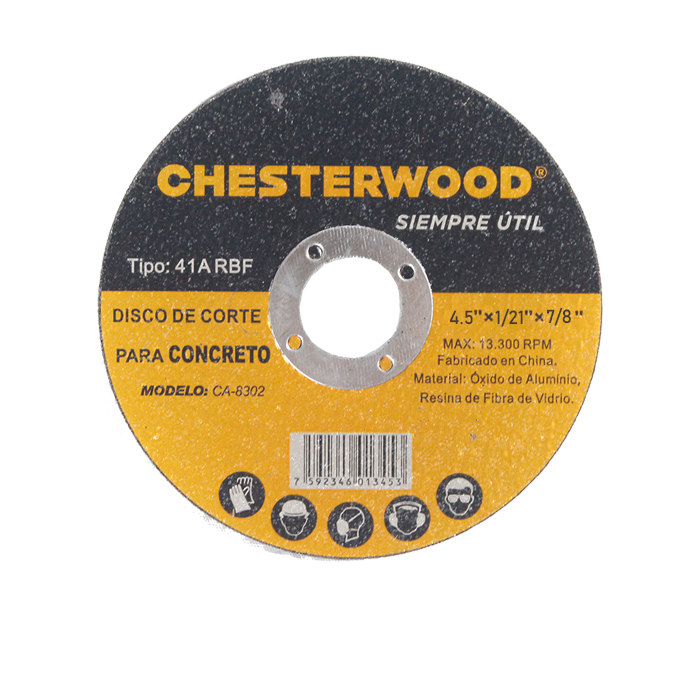 CHESTERWOOD®
SIEMPRE ÚTIL
Tipo: 41A RBF
DISCO DE CORTE
PARA CONCRETO
MODELO: CA-8302
4.5"×1/21"×7/8"
MAX: 13.300 RPM
Fabricado en China.
Material: Óxido de Aluminio,
Resina de Fibra de Vidrio.
7 592346 013453